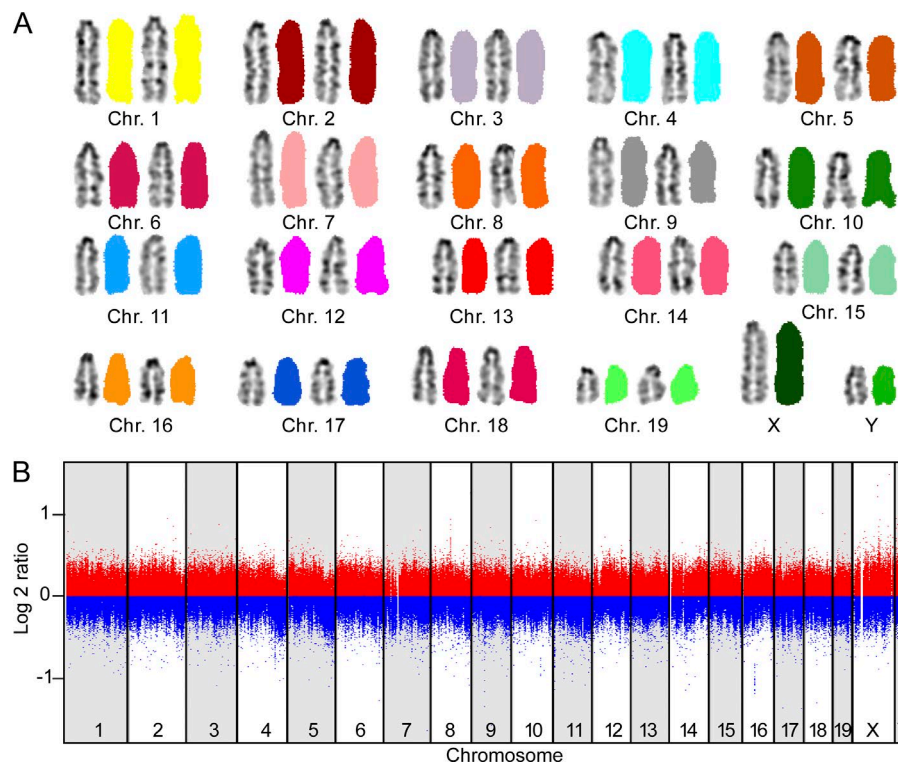 A
Chr. 1 Chr. 2 Chr. 3 Chr. 4 Chr. 5
Chr. 6 Chr. 7 Chr. 8 Chr. 9 Chr. 10
Chr. 11 Chr. 12 Chr. 13 Chr. 14 Chr. 15
Chr. 16 Chr. 17 Chr. 18 Chr. 19 X Y
B
Log 2 ratio
1
0
-1
1 2 3 4 5 6 7 8 9 10 11 12 13 14 15 16 17 18 19 X
Chromosome